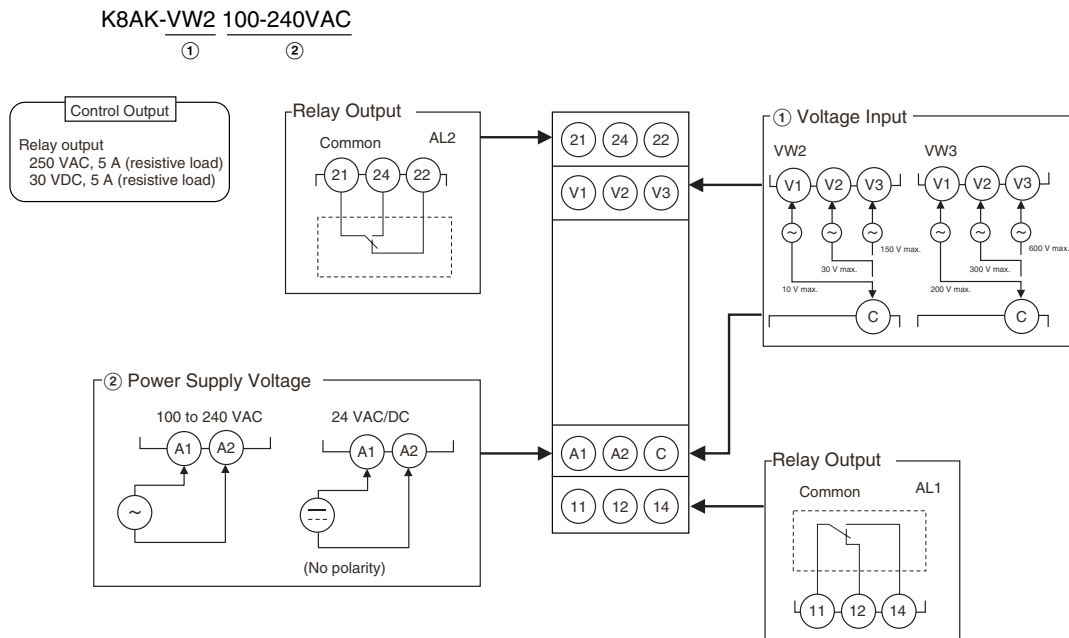 K8AK-VW2 100-240VAC
① ②
Control Output
Relay output
250 VAC, 5 A (resistive load)
30 VDC, 5 A (resistive load)
Relay Output
Common AL2
21 24 22
21 24 22
V1 V2 V3
① Voltage Input
VW2 VW3
V1 V2 V3 V1 V2 V3
~ ~ ~ ~ ~ ~
150 V max. 600 V max.
30 V max. 300 V max.
10 V max. 200 V max.
C C
② Power Supply Voltage
100 to 240 VAC 24 VAC/DC
A1 A2 A1 A2
~
(No polarity)
A1 A2 C
11 12 14
Relay Output
Common AL1
11 12 14